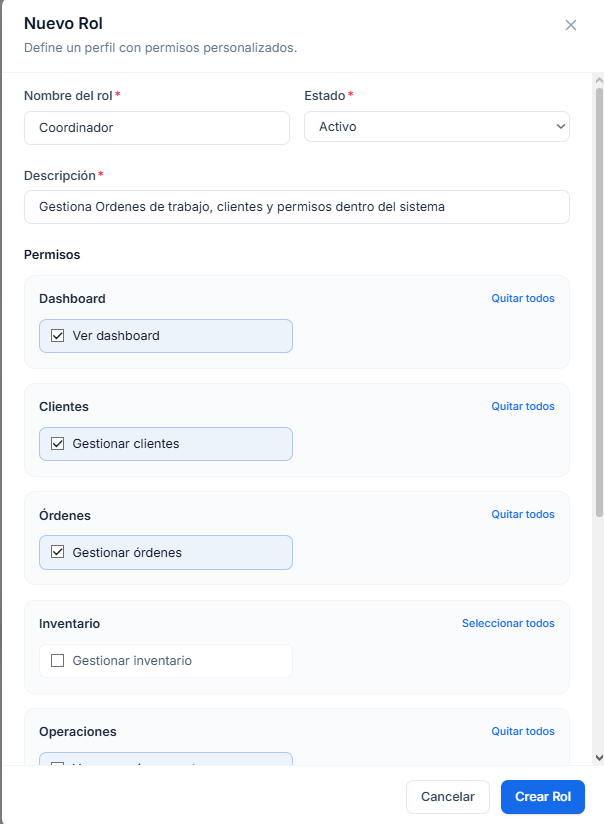 Nuevo Rol
Define un perfil con permisos personalizados.
Nombre del rol*
Estado*
Coordinador
Activo
Descripción*
Gestiona Ordenes de trabajo, clientes y permisos dentro del sistema
Permisos
Dashboard
Quitar todos
Ver dashboard
Clientes
Quitar todos
Gestionar clientes
Órdenes
Quitar todos
Gestionar órdenes
Inventario
Seleccionar todos
Gestionar inventario
Operaciones
Quitar todos
Cancelar
Crear Rol